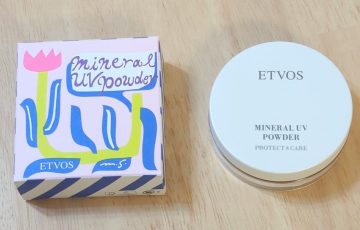 mineral
UV powder
ETVOS
m.s.
ETVOS
MINERAL UV
POWDER
PROTECT & CARE